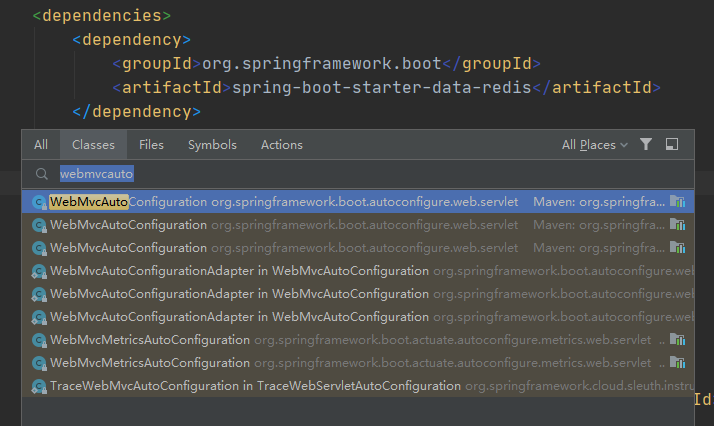 <dependencies>
<dependency>
<groupId>org.springframework.boot</groupId>
<artifactId>spring-boot-starter-data-redis</artifactId>
</dependency>
All Classes Files Symbols Actions All Places
webmvcauto
WebMvcAutoConfiguration org.springframework.boot.autoconfigure.web.servlet Maven: org.springfra...
WebMvcAutoConfiguration org.springframework.boot.autoconfigure.web.servlet Maven: org.springfra...
WebMvcAutoConfiguration org.springframework.boot.autoconfigure.web.servlet Maven: org.springfra...
WebMvcAutoConfigurationAdapter in WebMvcAutoConfiguration org.springframework.boot.autoconfigure.web
WebMvcAutoConfigurationAdapter in WebMvcAutoConfiguration org.springframework.boot.autoconfigure.web
WebMvcAutoConfigurationAdapter in WebMvcAutoConfiguration org.springframework.boot.autoconfigure.web
WebMvcMetricsAutoConfiguration org.springframework.boot.actuate.autoconfigure.metrics.web.servlet ..
WebMvcMetricsAutoConfiguration org.springframework.boot.actuate.autoconfigure.metrics.web.servlet ..
TraceWebMvcAutoConfiguration in TraceWebServletAutoConfiguration org.springframework.cloud.sleuth.instru
Id